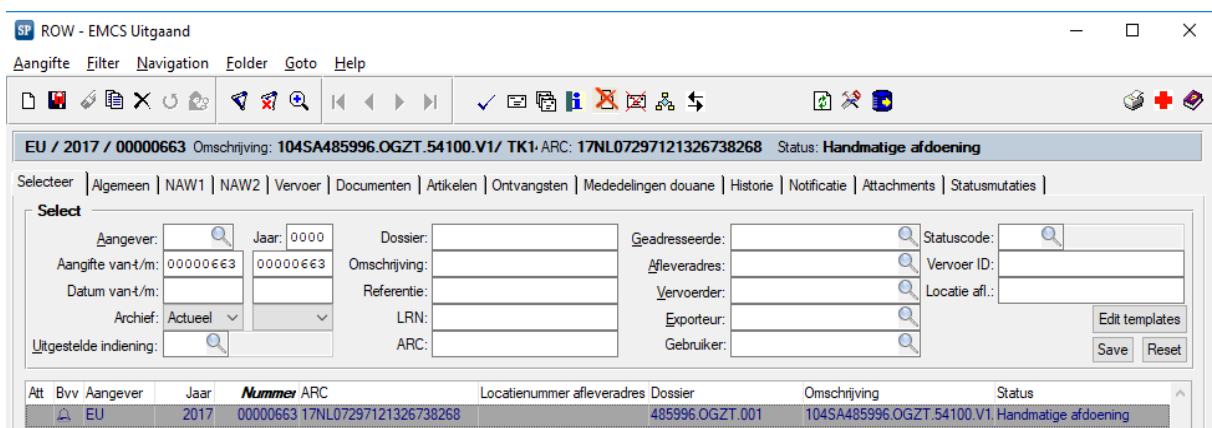 SP ROW - EMCS Uitgaand
Aangifte Filter Navigation Folder Goto Help
EU / 2017 / 00000663 Omschrijving: 104SA485996.OGZT.54100.V1/ TK1 ARC: 17NL07297121326738268 Status: Handmatige afdoening
Selecteer Algemeen NAW1 NAW2 Vervoer Documenten Artikelen Ontvangsten Mededelingen douane Historie Notificatie Attachments Statusmutaties
Select
Aangever: Jaar: 0000 Dossier: Geadresseerde: Statuscode:
Aangifte van-t/m: 00000663 00000663 Omschrijving: Afleveradres: Vervoer ID:
Datum van-t/m: Referentie: Vervoerder: Locatie afl.:
Archief: Actueel LRN: Exporteur: Edit templates
Uitgestelde indiening: ARC: Gebruiker: Save Reset
Att Bvv Aangever Jaar Nummer ARC Locatienummer afleveradres Dossier Omschrijving Status
EU 2017 00000663 17NL07297121326738268 485996.OGZT.001 104SA485996.OGZT.54100.V1. Handmatige afdoening